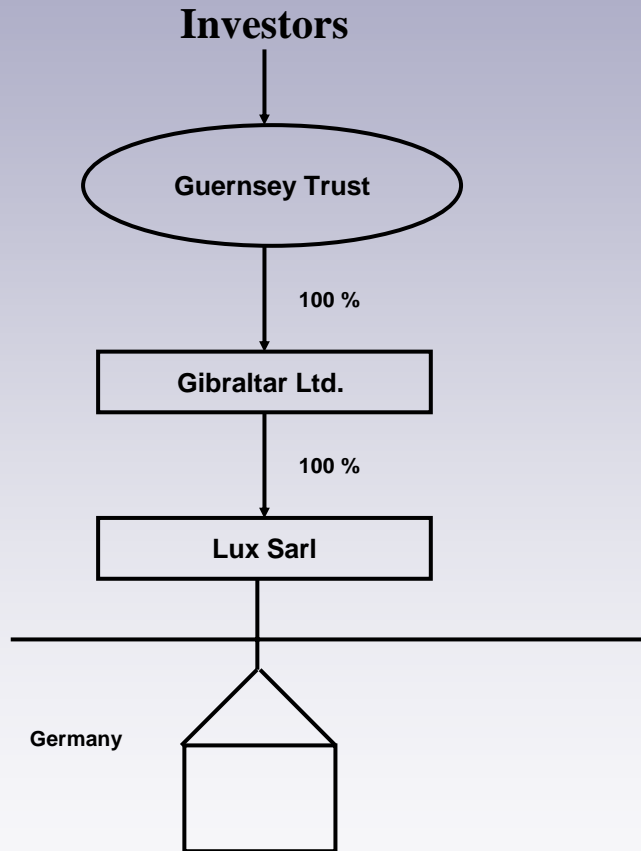 Investors
Guernsey Trust
100 %
Gibraltar Ltd.
100 %
Lux Sarl
Germany